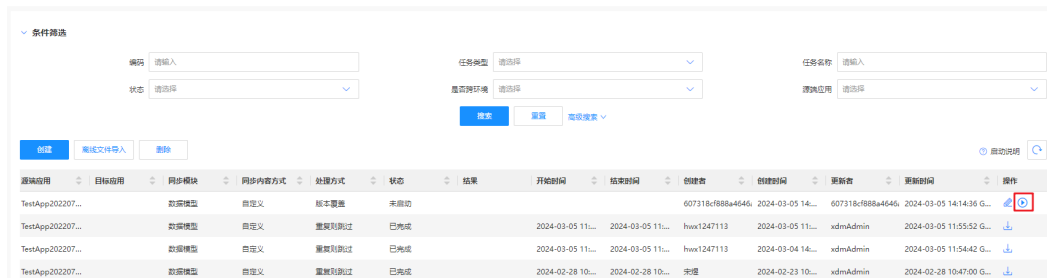 条件筛选
编码 请输入 任务类型 请选择 任务名称 请输入
状态 请选择 是否跨环境 请选择 源端应用 请选择
搜索 重置 高级搜索
创建 离线文件导入 删除 启动说明
源端应用 目标应用 同步模块 同步内容方式 处理方式 状态 结果 开始时间 结束时间 创建者 创建时间 更新者 更新时间 操作
TestApp202207... 数据模型 自定义 版本覆盖 未启动 607318cf888a4646 2024-03-05 14:... 607318cf888a4646 2024-03-05 14:14:36 G...
TestApp202207... 数据模型 自定义 重复则跳过 已完成 2024-03-05 11:... 2024-03-05 11:... hwx1247113 2024-03-05 11:... xdmAdmin 2024-03-05 11:55:52 G...
TestApp202207... 数据模型 自定义 重复则跳过 已完成 2024-03-05 11:... 2024-03-05 11:... hwx1247113 2024-03-04 14:... xdmAdmin 2024-03-05 11:54:42 G...
TestApp202207... 数据模型 自定义 重复则跳过 已完成 2024-02-28 10:... 2024-02-28 10:... 宋煜 2024-02-23 10:... xdmAdmin 2024-02-28 10:47:00 G...